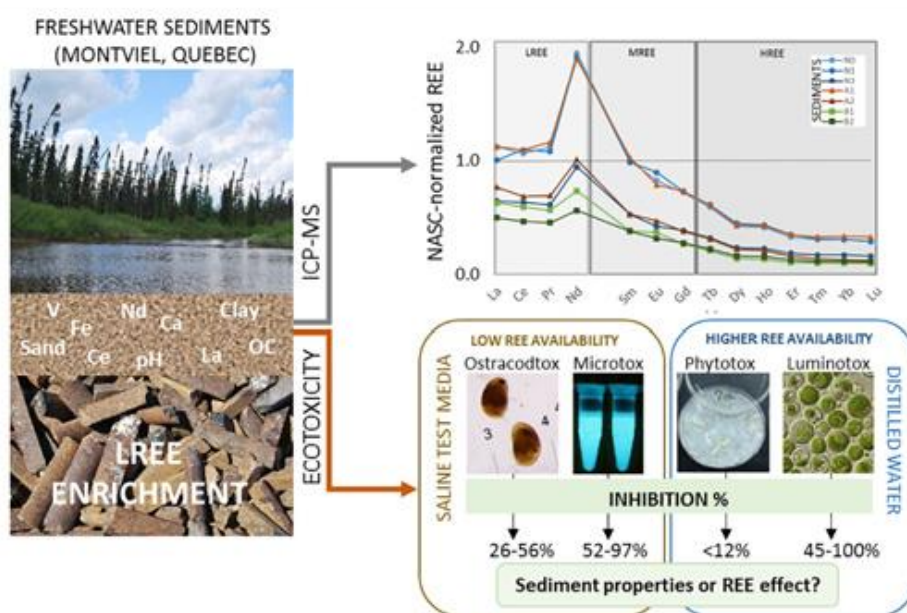 FRESHWATER SEDIMENTS
(MONTVIEL, QUEBEC)
V
Nd
Clay
Fe
Ca
Sand
Ce
pH
La
OC
LREE
ENRICHMENT
ICP-MS
ECOTOXICITY
NASC-normalized REE
2.0
1.0
0.0
LREE
MREE
HREE
SEDIMENTS
A1
A2
B1
B2
La
Ce
Pr
Nd
Sm
Eu
Gd
Tb
Dy
Ho
Er
Tm
Yb
Lu
SALINE TEST MEDIA
LOW REE AVAILABILITY
Ostracodtox Microtox
3
4
HIGHER REE AVAILABILITY
Phytotox Luminotox
DISTILLED WATER
INHIBITION %
26-56% 52-97% <12% 45-100%
Sediment properties or REE effect?